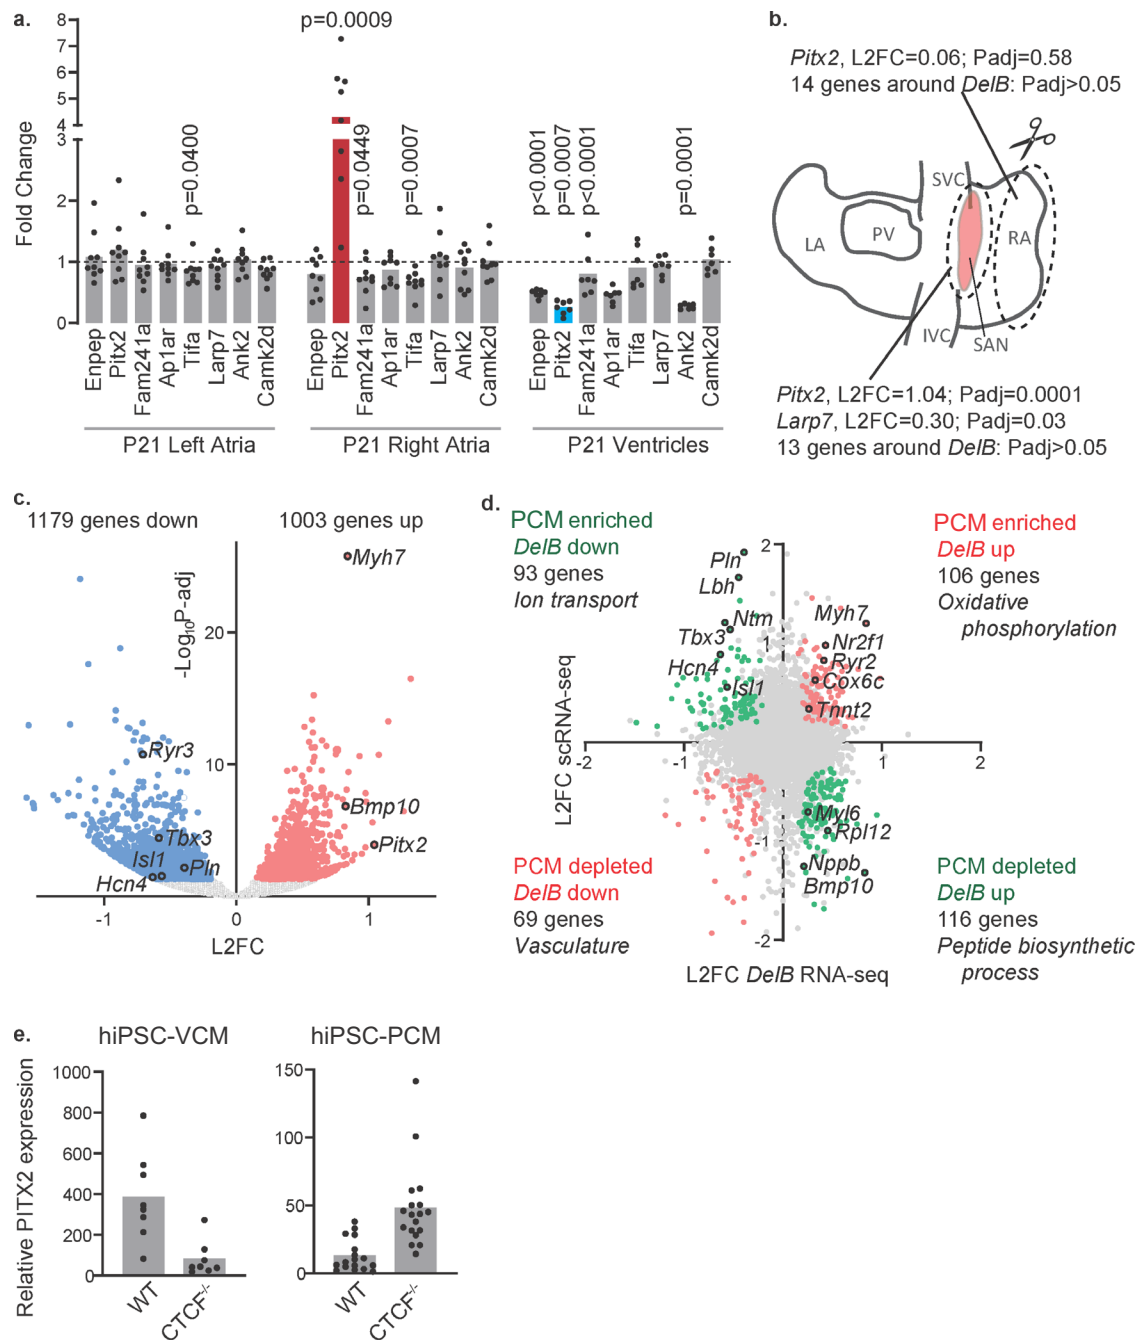 a.
8
7
6
5
4
3
2
1
0
Fold Change
p=0.0009
p=0.0400
p=0.0449
p=0.0007
p<0.0001
p=0.0007
p<0.0001
p=0.0001
Enpep
Pitx2
Fam241a
Ap1ar
Tifa
Larp7
Ank2
Camk2d
Enpep
Pitx2
Fam241a
Ap1ar
Tifa
Larp7
Ank2
Camk2d
Enpep
Pitx2
Fam241a
Ap1ar
Tifa
Larp7
Ank2
Camk2d
P21 Left Atria
P21 Right Atria
P21 Ventricles
b.
Pitx2, L2FC=0.06; Padj=0.58
14 genes around DelB: Padj>0.05
SVC
LA
PV
RA
IVC
SAN
Pitx2, L2FC=1.04; Padj=0.0001
Larp7, L2FC=0.30; Padj=0.03
13 genes around DelB: Padj>0.05
c.
1179 genes down
1003 genes up
-Log10P-adj
Myh7
20
Ryr3
10
Bmp10
Tbx3
Pitx2
Isl1
Pln
Hcn4
-1
0
1
L2FC
d.
PCM enriched
DelB down
93 genes
Ion transport
PCM enriched
DelB up
106 genes
Oxidative
phosphorylation
2
Pln
Lbh
Ntm
Myh7
Tbx3
1
Nr2f1
Hcn4
Ryr2
Isl1
Cox6c
Tnnt2
L2FC scRNA-seq
-2
-1
1
2
Myl6
-1
Rpl12
Nppb
Bmp10
-2
PCM depleted
DelB down
69 genes
Vasculature
PCM depleted
DelB up
116 genes
Peptide biosynthetic
process
L2FC DelB RNA-seq
e.
hiPSC-VCM
hiPSC-PCM
Relative PITX2 expression
1000
800
600
400
200
0
WT
CTCF-/-
150
100
50
0
WT
CTCF-/-